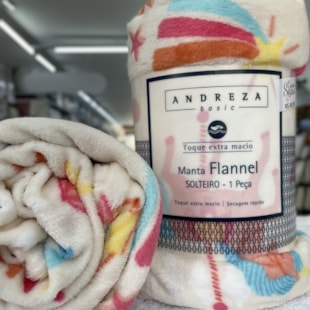 ANDREZA
basic
Toque extra macio
Manta Flannel
SOLTEIRO - 1 Peça
Toque extra macio | Secagem rápida